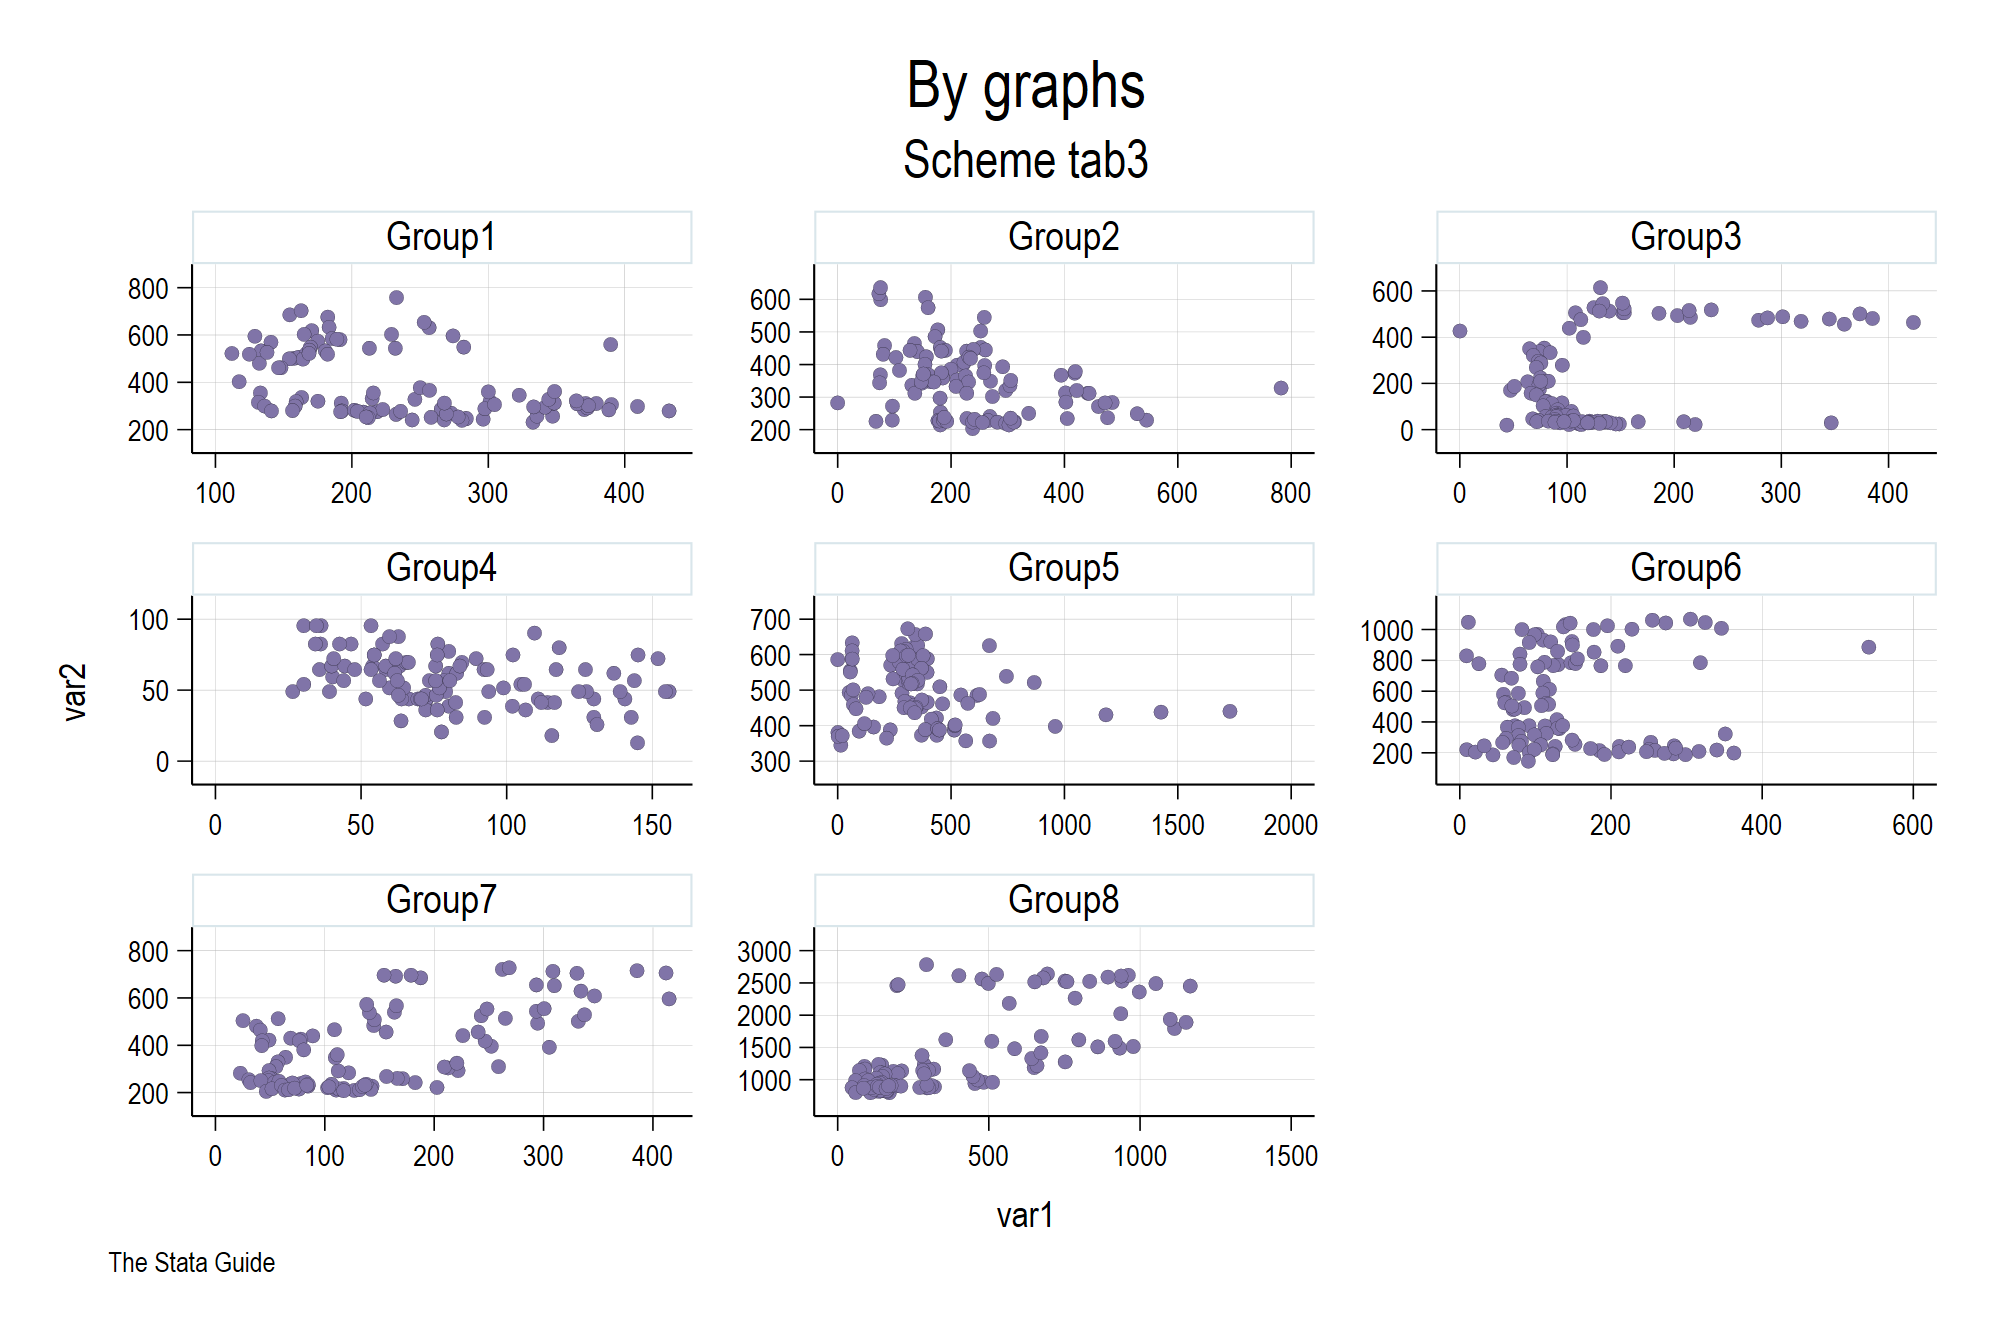 By graphs
Scheme tab3
Group1
Group2
Group3
800
600
400
200
100 200 300 400
600
500
400
300
200
0 200 400 600 800
600
400
200
0
0 100 200 300 400
Group4
Group5
Group6
100
50
0
0 50 100 150
700
600
500
400
300
0 500 1000 1500 2000
1000
800
600
400
200
0 200 400 600
Group7
Group8
800
600
400
200
0 100 200 300 400
3000
2500
2000
1500
1000
0 500 1000 1500
var2
var1
The Stata Guide